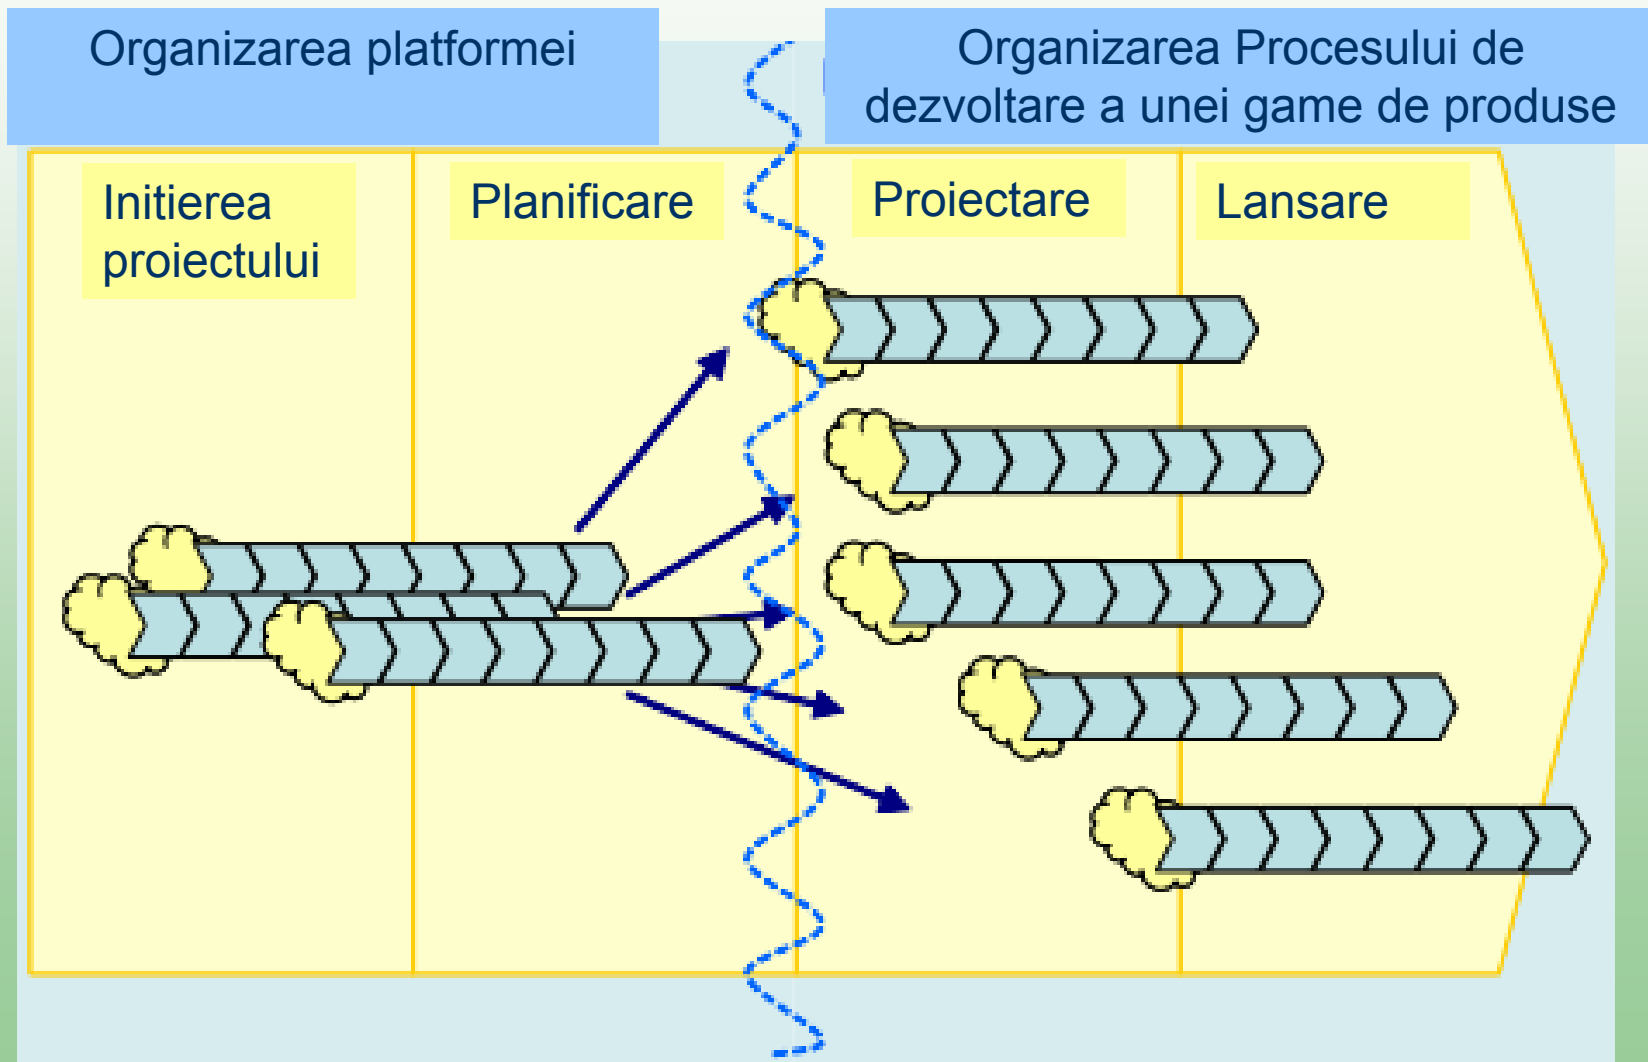 Organizarea platformei
Organizarea Procesului de
dezvoltare a unei game de produse
Initierea
proiectului
Planificare
Proiectare
Lansare